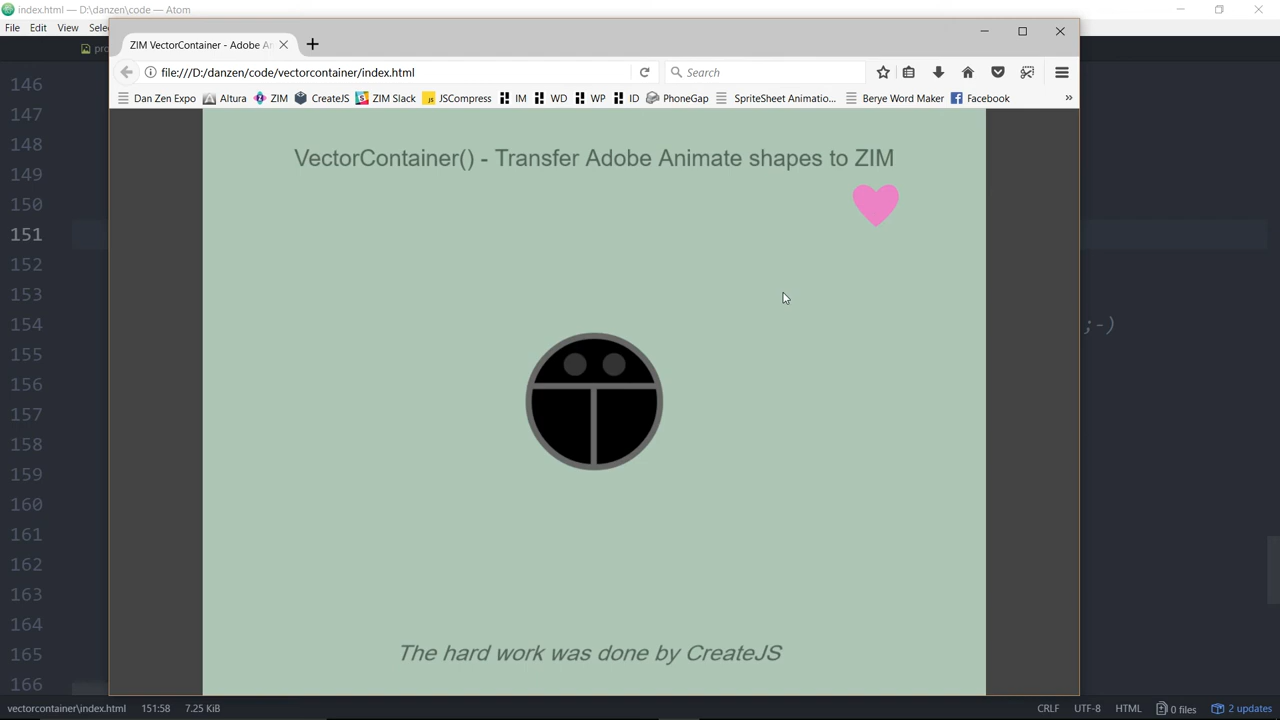 index.html — D:\danzen\code — Atom
File Edit View Selec
ZIM VectorContainer - Adobe An
file:///D:/danzen/code/vectorcontainer/index.html
Search
Dan Zen Expo Altura ZIM CreateJS ZIM Slack JSCompress IM WD WP ID PhoneGap SpriteSheet Animatio... Berye Word Maker Facebook »
pro
146
147
148
149
150
151
152
153
154 ;-)
155
156
157
158
159
160
161
162
163
164
165
166
VectorContainer() - Transfer Adobe Animate shapes to ZIM
The hard work was done by CreateJS
vectorcontainer\index.html 151:58 7.25 KiB CRLF UTF-8 HTML 0 files 2 updates